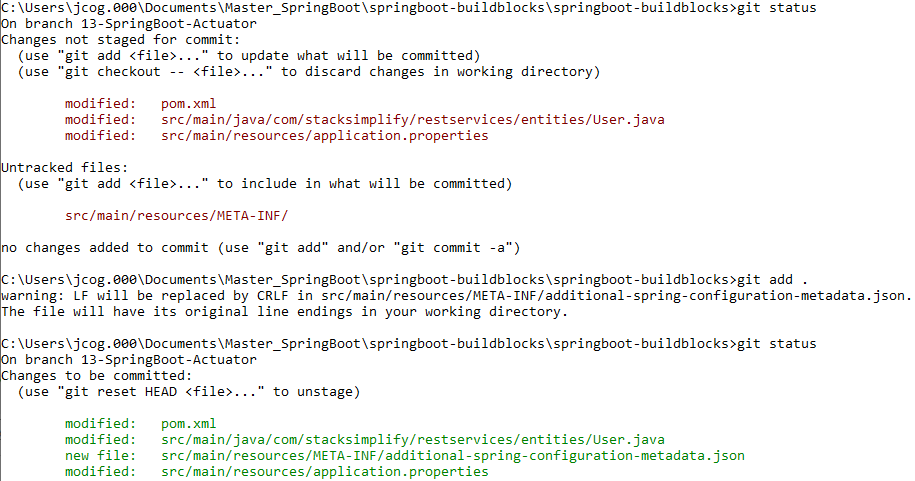 C:\Users\jcog.000\Documents\Master_SpringBoot\springboot-buildblocks\springboot-buildblocks>git status
On branch 13-SpringBoot-Actuator
Changes not staged for commit:
  (use "git add <file>..." to update what will be committed)
  (use "git checkout -- <file>..." to discard changes in working directory)

        modified:   pom.xml
        modified:   src/main/java/com/stacksimplify/restservices/entities/User.java
        modified:   src/main/resources/application.properties

Untracked files:
  (use "git add <file>..." to include in what will be committed)

        src/main/resources/META-INF/

no changes added to commit (use "git add" and/or "git commit -a")

C:\Users\jcog.000\Documents\Master_SpringBoot\springboot-buildblocks\springboot-buildblocks>git add .
warning: LF will be replaced by CRLF in src/main/resources/META-INF/additional-spring-configuration-metadata.json.
The file will have its original line endings in your working directory.

C:\Users\jcog.000\Documents\Master_SpringBoot\springboot-buildblocks\springboot-buildblocks>git status
On branch 13-SpringBoot-Actuator
Changes to be committed:
  (use "git reset HEAD <file>..." to unstage)

        modified:   pom.xml
        modified:   src/main/java/com/stacksimplify/restservices/entities/User.java
        new file:   src/main/resources/META-INF/additional-spring-configuration-metadata.json
        modified:   src/main/resources/application.properties